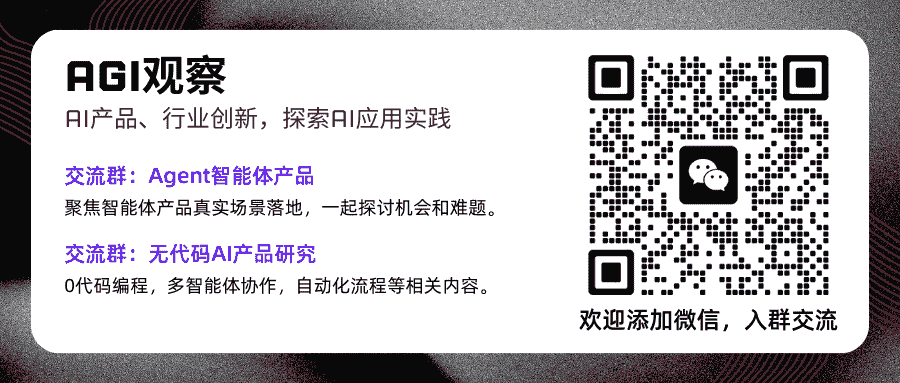 AGI观察
AI产品、行业创新，探索AI应用实践
交流群：Agent智能体产品
聚焦智能体产品真实场景落地，一起探讨机会和难题。
交流群：无代码AI产品研究
0代码编程，多智能体协作，自动化流程等相关内容。
欢迎添加微信，入群交流